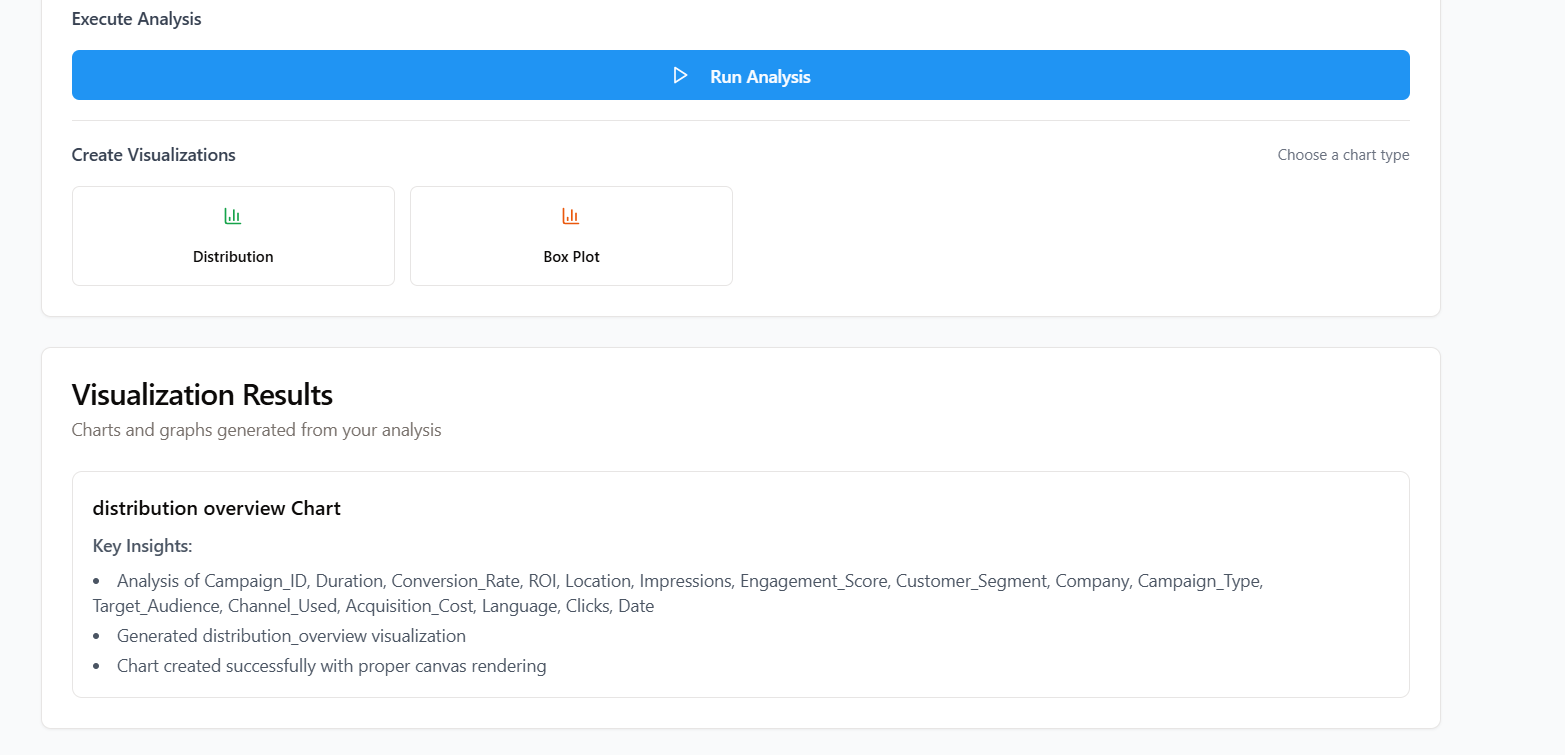 Execute Analysis
Run Analysis
Create Visualizations
Choose a chart type
Distribution
Box Plot
Visualization Results
Charts and graphs generated from your analysis
distribution overview Chart
Key Insights:
• Analysis of Campaign_ID, Duration, Conversion_Rate, ROI, Location, Impressions, Engagement_Score, Customer_Segment, Company, Campaign_Type,
Target_Audience, Channel_Used, Acquisition_Cost, Language, Clicks, Date
• Generated distribution_overview visualization
• Chart created successfully with proper canvas rendering